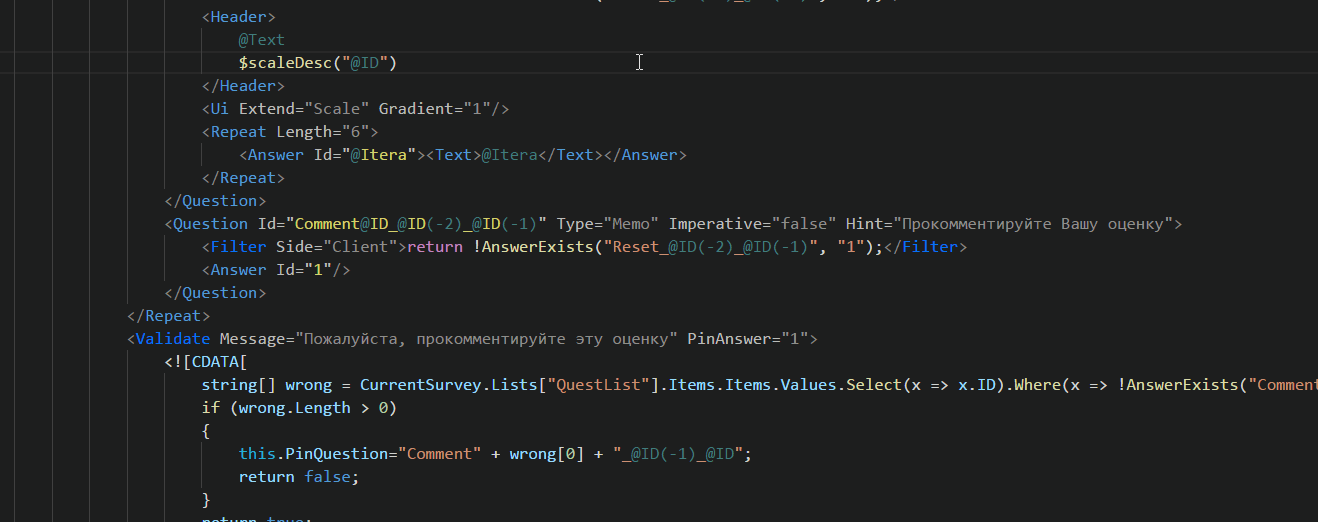 <Header>
@Text
$scaleDesc("@ID")
</Header>
<Ui Extend="Scale" Gradient="1"/>
<Repeat Length="6">
<Answer Id="@Itera"><Text>@Itera</Text></Answer>
</Repeat>
</Question>
<Question Id="Comment@ID_@ID(-2)_@ID(-1)" Type="Memo" Imperative="false" Hint="Прокомментируйте Вашу оценку">
<Filter Side="Client">return !AnswerExists("Reset_@ID(-2)_@ID(-1)", "1");</Filter>
<Answer Id="1"/>
</Question>
</Repeat>
<Validate Message="Пожалуйста, прокомментируйте эту оценку" PinAnswer="1">
<![CDATA[
string[] wrong = CurrentSurvey.Lists["QuestList"].Items.Items.Values.Select(x => x.ID).Where(x => !AnswerExists("Comment
if (wrong.Length > 0)
{
this.PinQuestion="Comment" + wrong[0] + "_@ID(-1)_@ID";
return false;
}
return true;